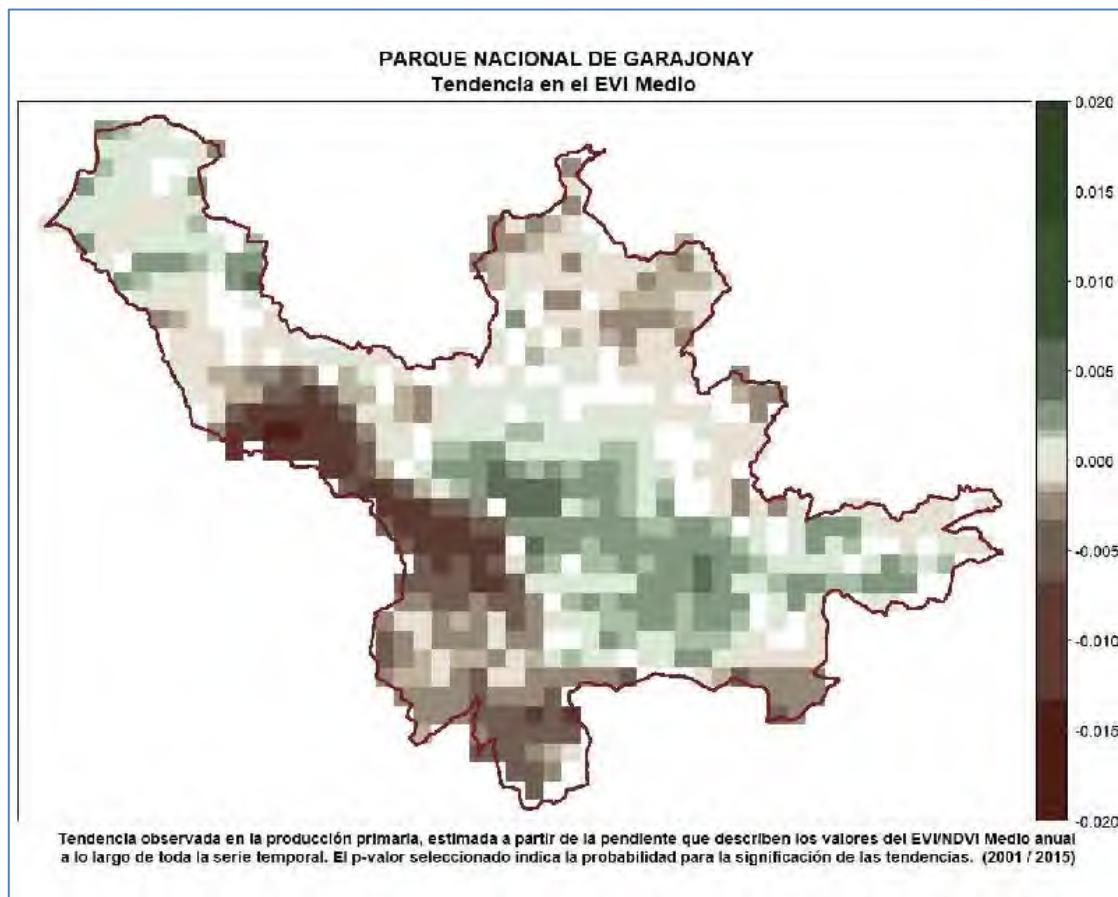 PARQUE NACIONAL DE GARAJONAY
Tendencia en el EVI Medio
0.020
0.015
0.010
0.005
0.000
-0.005
-0.010
-0.015
-0.020
Tendencia observada en la producción primaria, estimada a partir de la pendiente que describen los valores del EVI/NDVI Medio anual
a lo largo de toda la serie temporal. El p-valor seleccionado indica la probabilidad para la significación de las tendencias. (2001 / 2015)